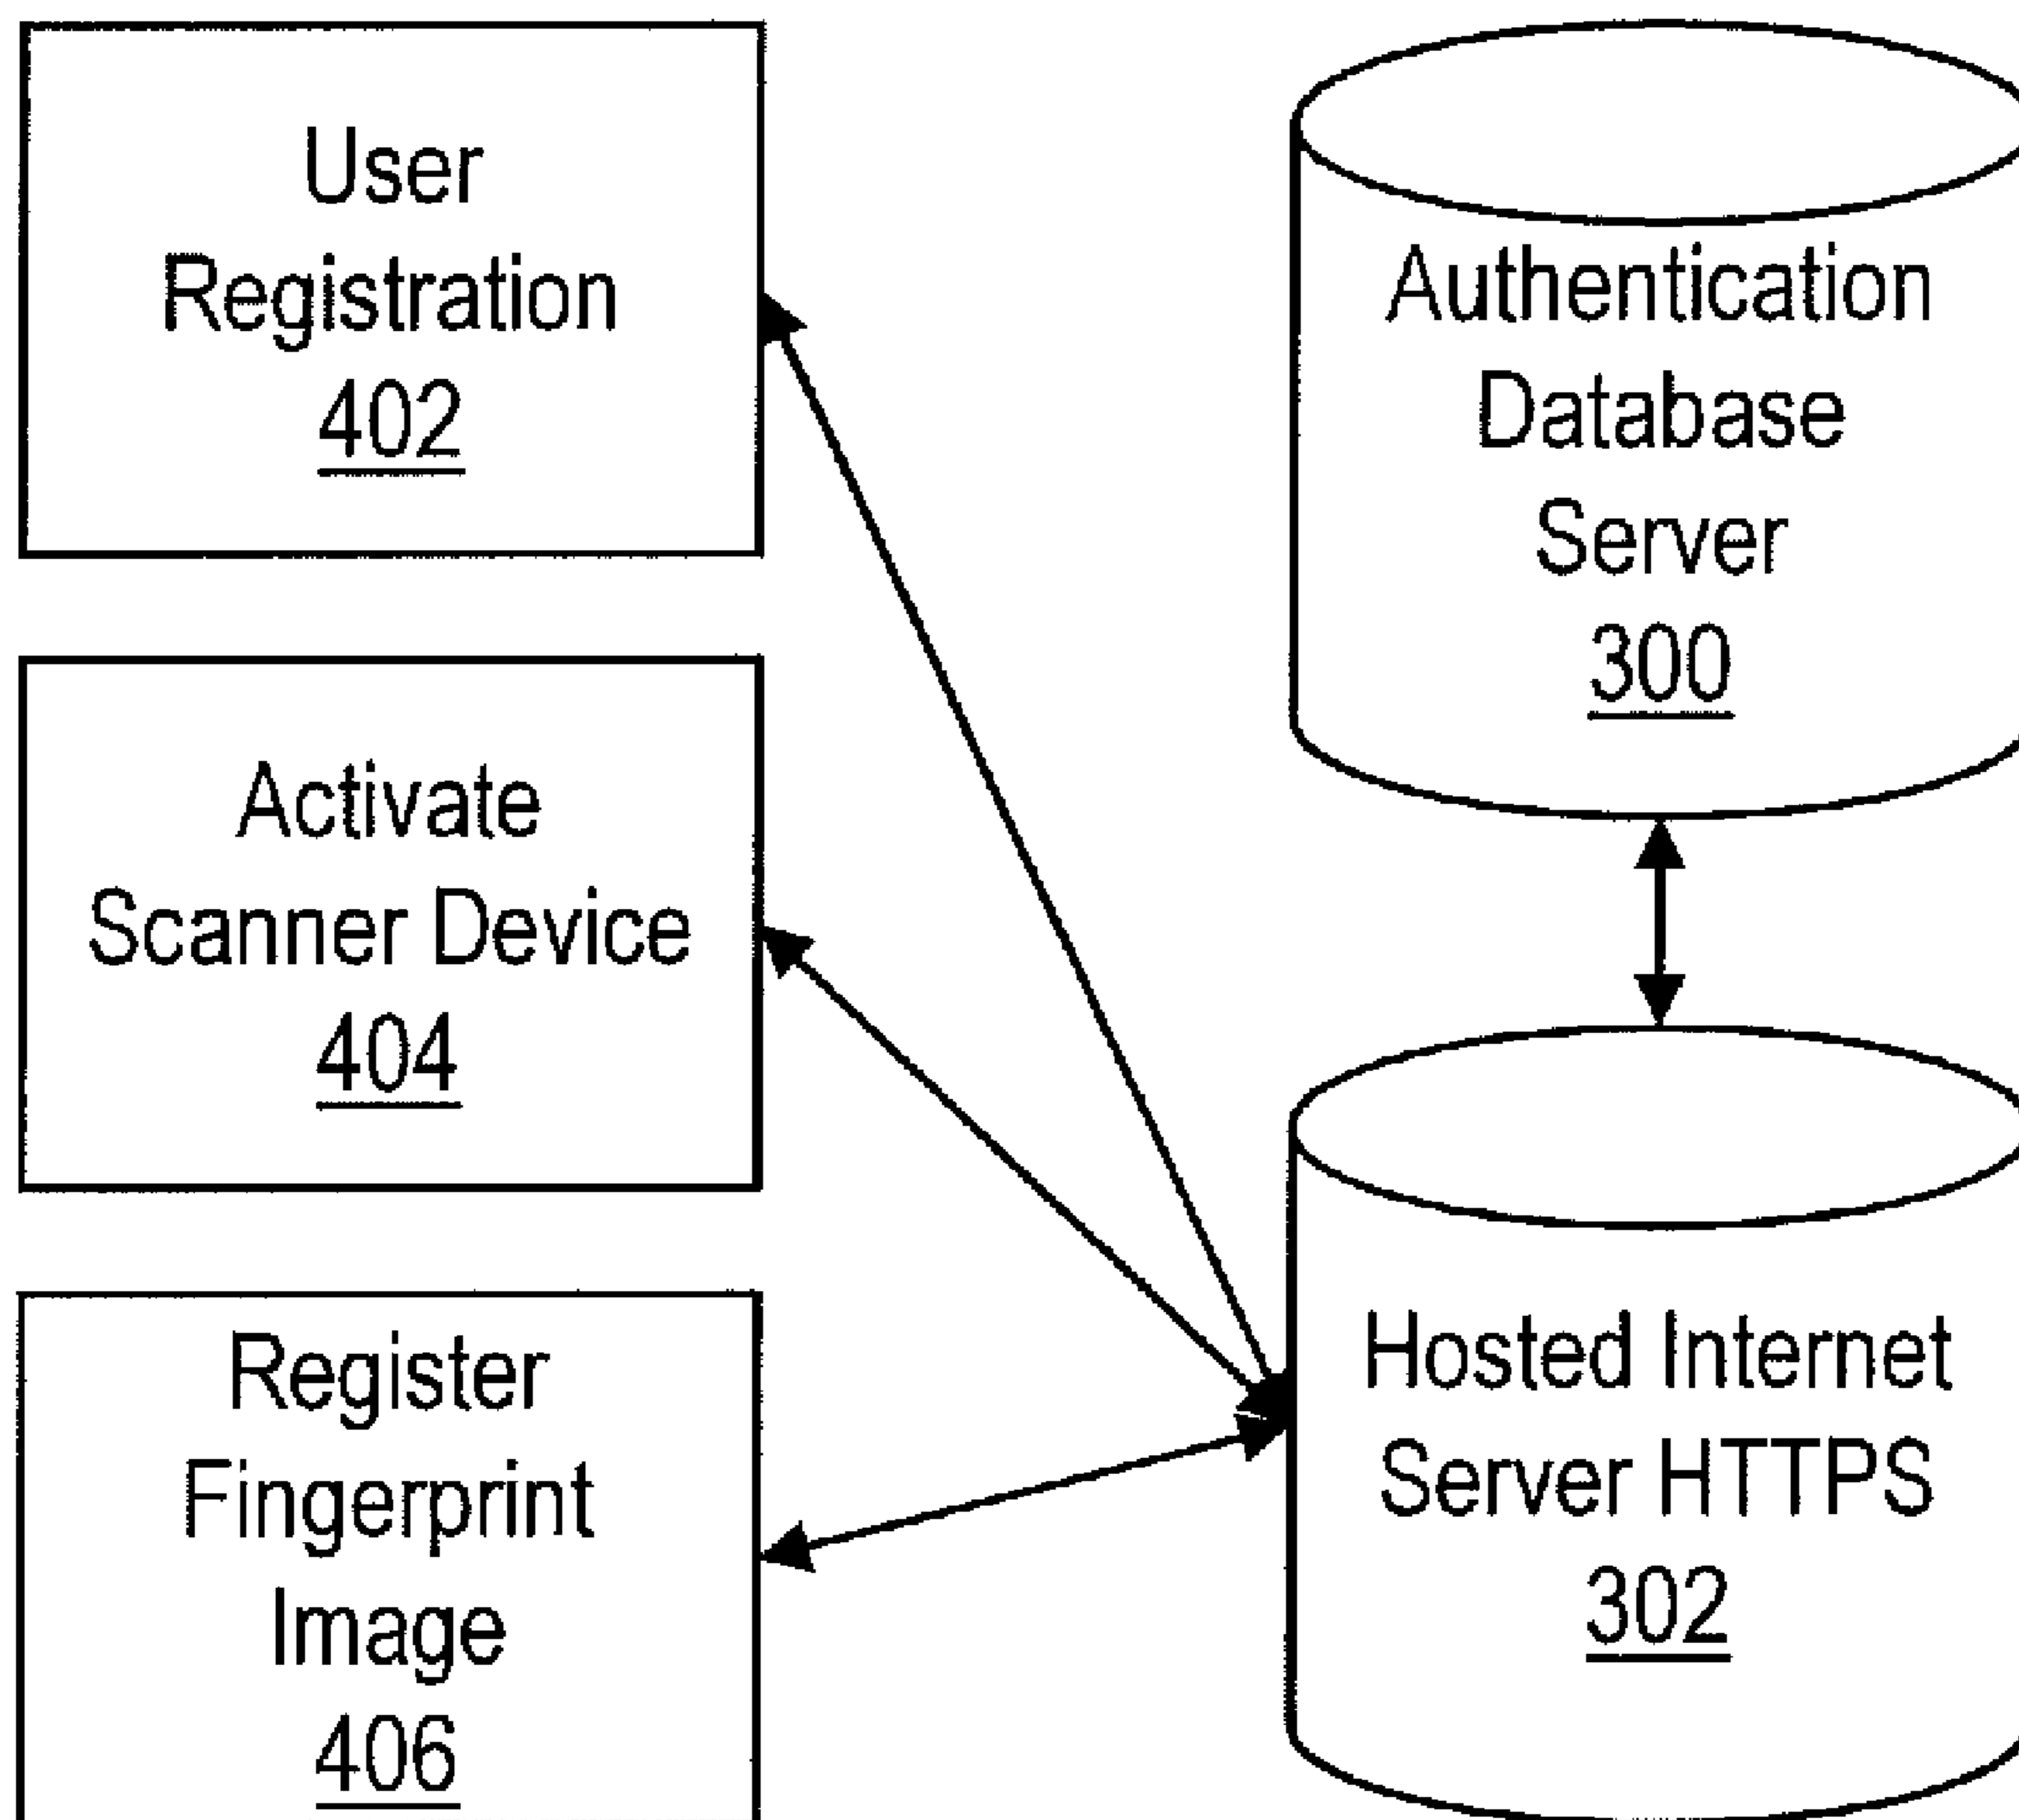 User
Registration
402
Activate
Scanner Device
404
Register
Fingerprint
Image
406
Authentication
Database
Server
300
Hosted Internet
Server HTTPS
302